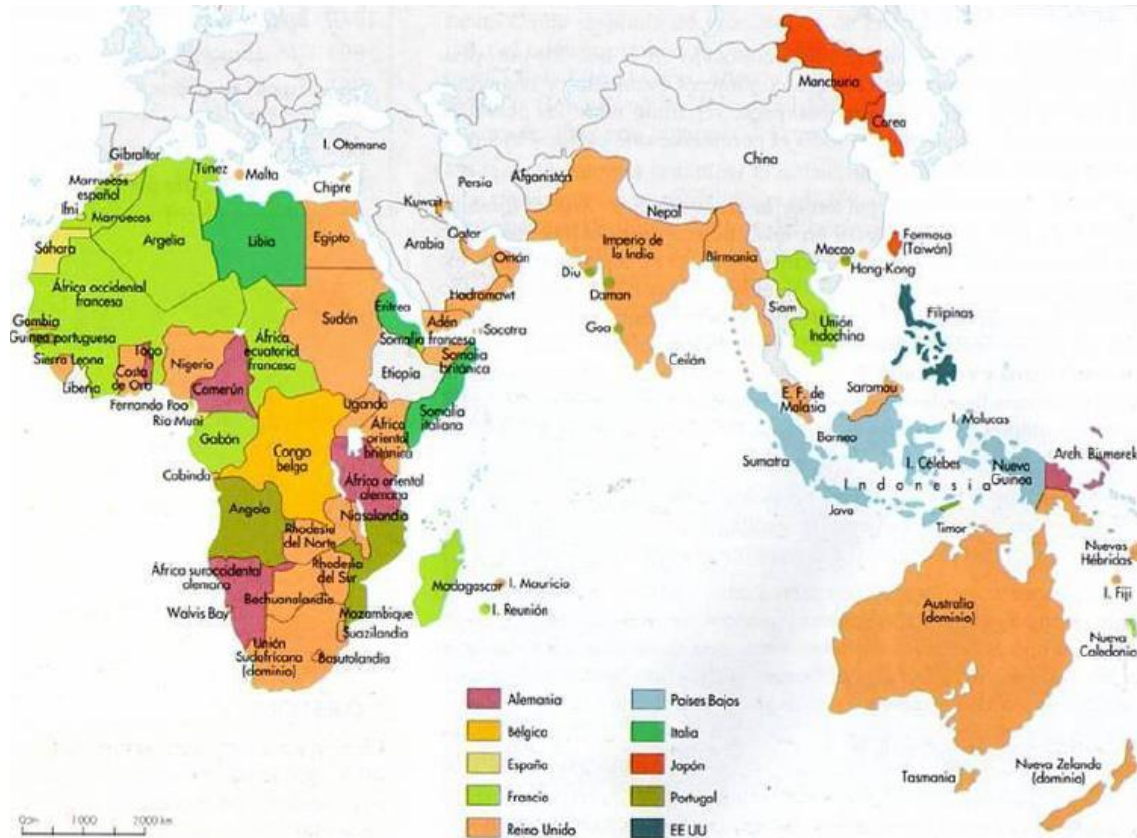 Gibraltar
Marruecos
español
Ifni
Marruecos
Sáhara
Túnez
Malta
Argelia
Libia
África occidental
francesa
Gambia
Guinea portuguesa
Sierra Leona
Liberia
Costa
de Oro
Togo
Nigeria
Camerún
Fernando Poo
Río Muni
África
ecuatorial
francesa
Gabón
Cabinda
Congo
belga
Angola
África suroccidental
alemana
Walvis Bay
Bechuanalandia
Unión
Sudafricana
(dominio)
Basutolandia
Suazilandia
Mozambique
Rhodesia
del Norte
Rhodesia
del Sur
Niasalandia
África oriental
alemana
África
oriental
británica
Uganda
Etiopía
Sudán
Egipto
Eritrea
Somalia francesa
Somalia
británica
Somalia
italiana
Madagascar
I. Mauricio
I. Reunión
I. Otomano
Chipre
Persia
Kuwait
Qatar
Arabia
Omán
Hadramawt
Adén
Socotra
Afganistán
Imperio de
la India
Nepal
Diu
Daman
Goa
Ceilán
Birmania
China
Manchuria
Corea
Formosa
(Taiwán)
Macao
Hong-Kong
Siam
Unión
Indochina
Filipinas
E. F. de
Malasia
Sarawau
Borneo
Sumatra
Java
I. Célebes
I. Molucas
Indonesia
Timor
Nueva
Guinea
Arch. Bismarck
Nuevas
Hébridas
I. Fiji
Nueva
Caledonia
Australia
(dominio)
Tasmania
Nueva Zelanda
(dominio)
Alemania
Bélgica
España
Francia
Reino Unido
Países Bajos
Italia
Japón
Portugal
EE UU
1000
2000 km